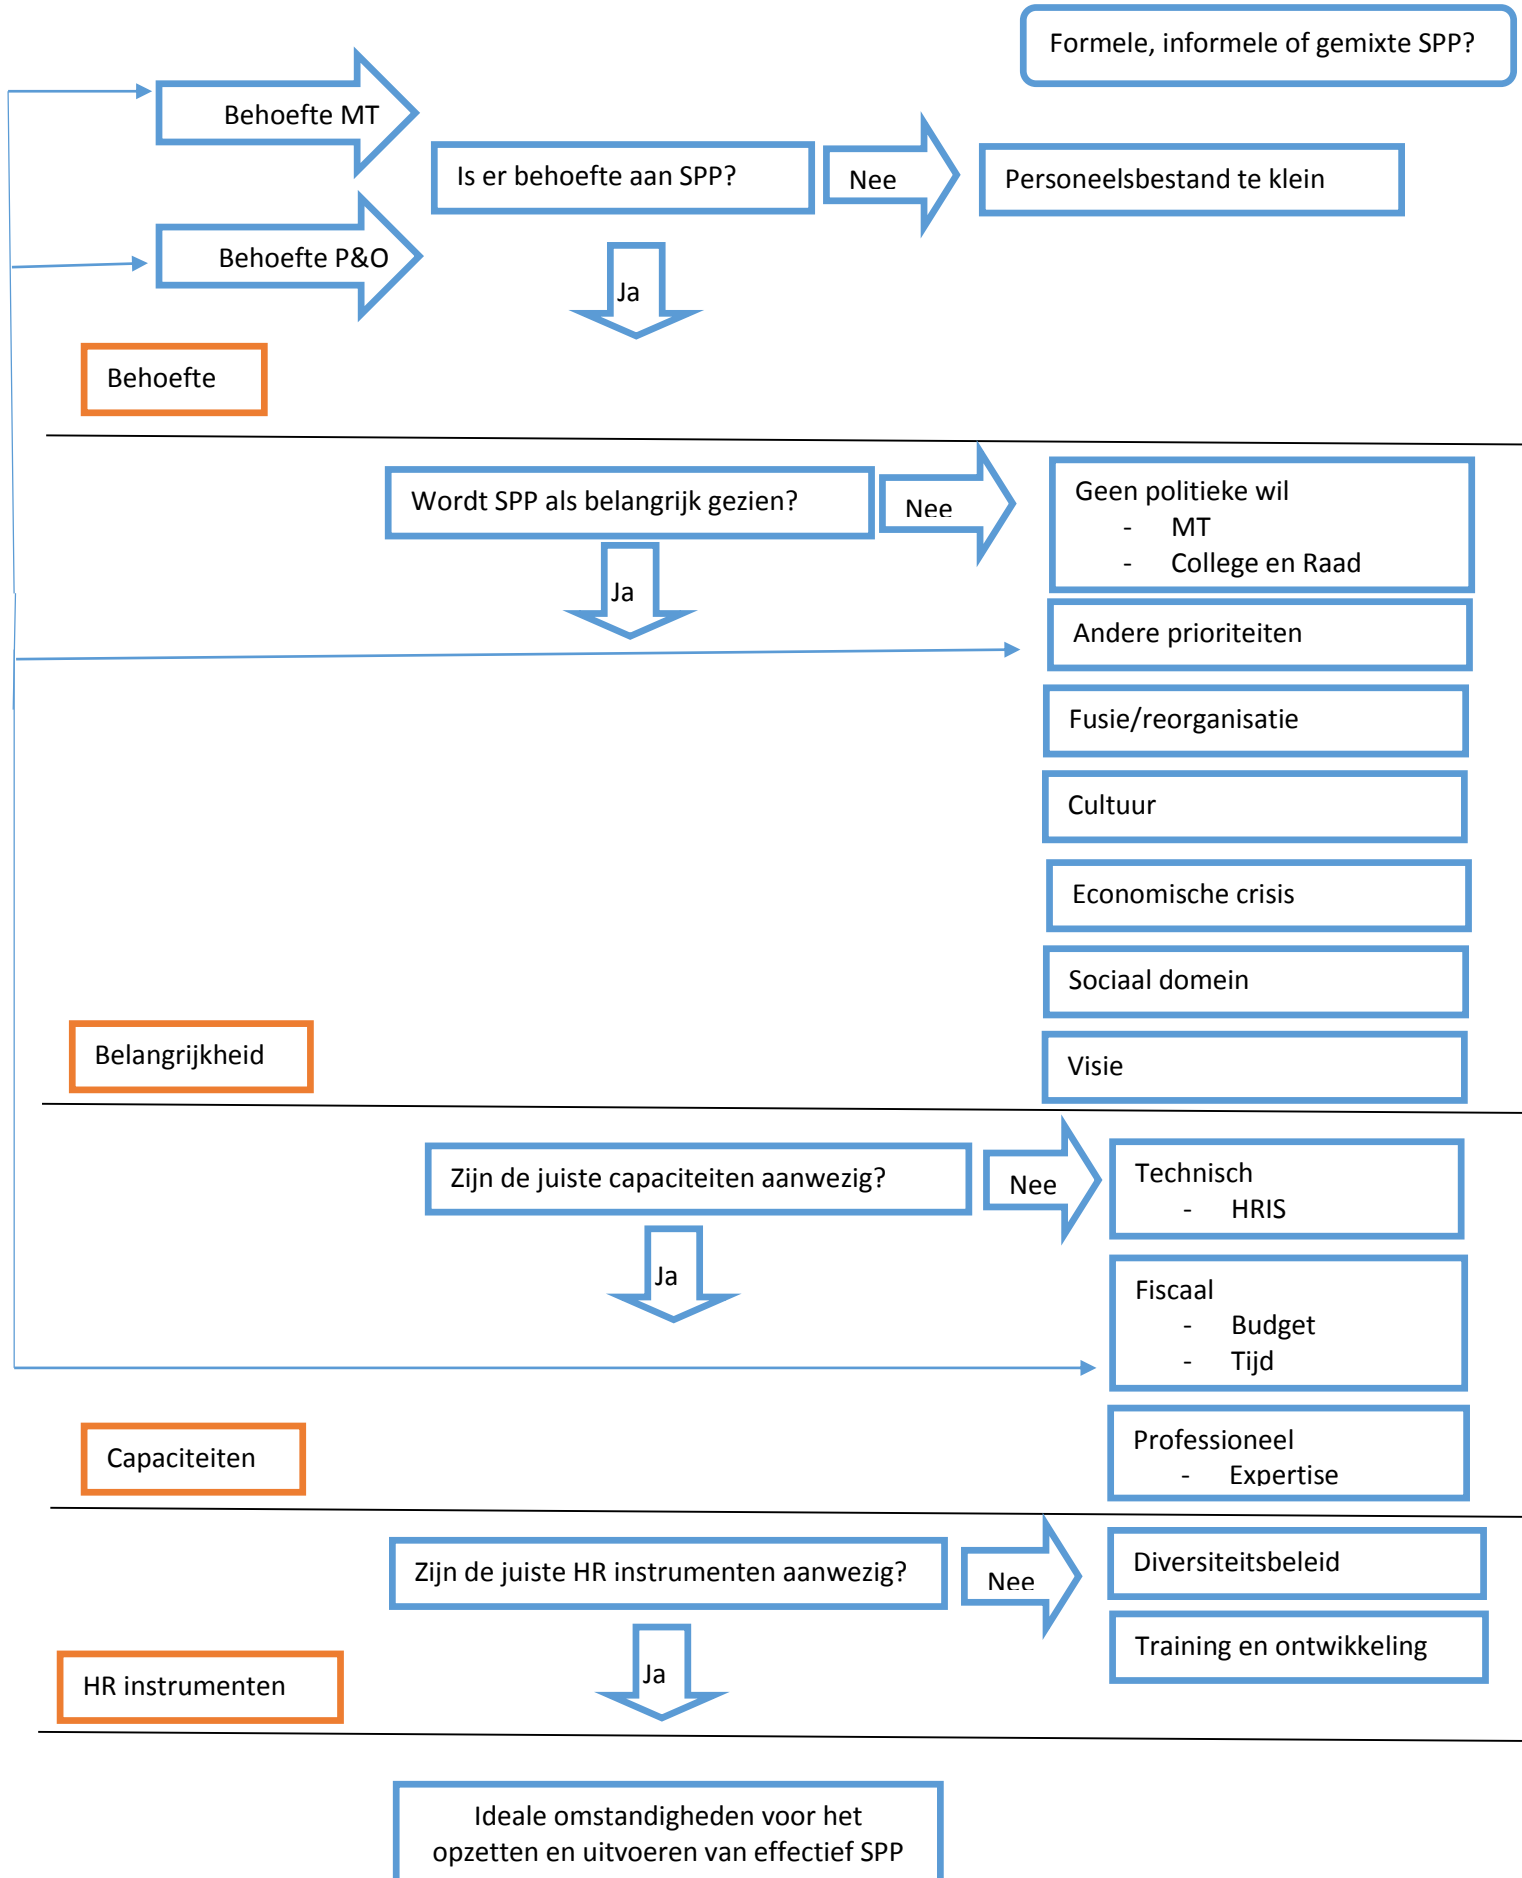 Formele, informele of gemixte SPP?
Behoefte MT
Is er behoefte aan SPP?
Nee
Personeelsbestand te klein
Behoefte P&O
Ja
Behoefte
Wordt SPP als belangrijk gezien?
Nee
Geen politieke wil
- MT
- College en Raad
Ja
Andere prioriteiten
Fusie/reorganisatie
Cultuur
Economische crisis
Sociaal domein
Belangrijkheid
Visie
Zijn de juiste capaciteiten aanwezig?
Nee
Technisch
- HRIS
Ja
Fiscaal
- Budget
- Tijd
Capaciteiten
Professioneel
- Expertise
Zijn de juiste HR instrumenten aanwezig?
Nee
Diversiteitsbeleid
Training en ontwikkeling
Ja
HR instrumenten
Ideale omstandigheden voor het
opzetten en uitvoeren van effectief SPP